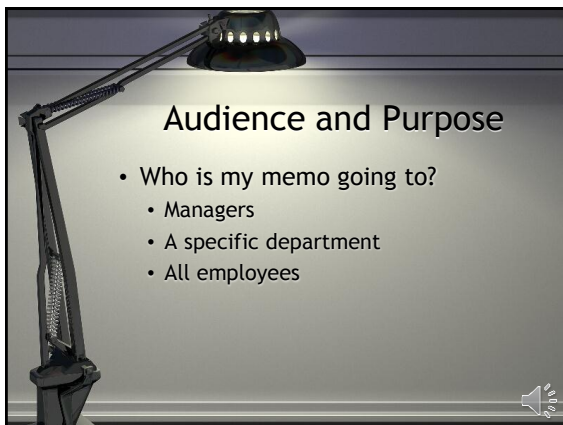 Audience and Purpose
• Who is my memo going to?
• Managers
• A specific department
• All employees